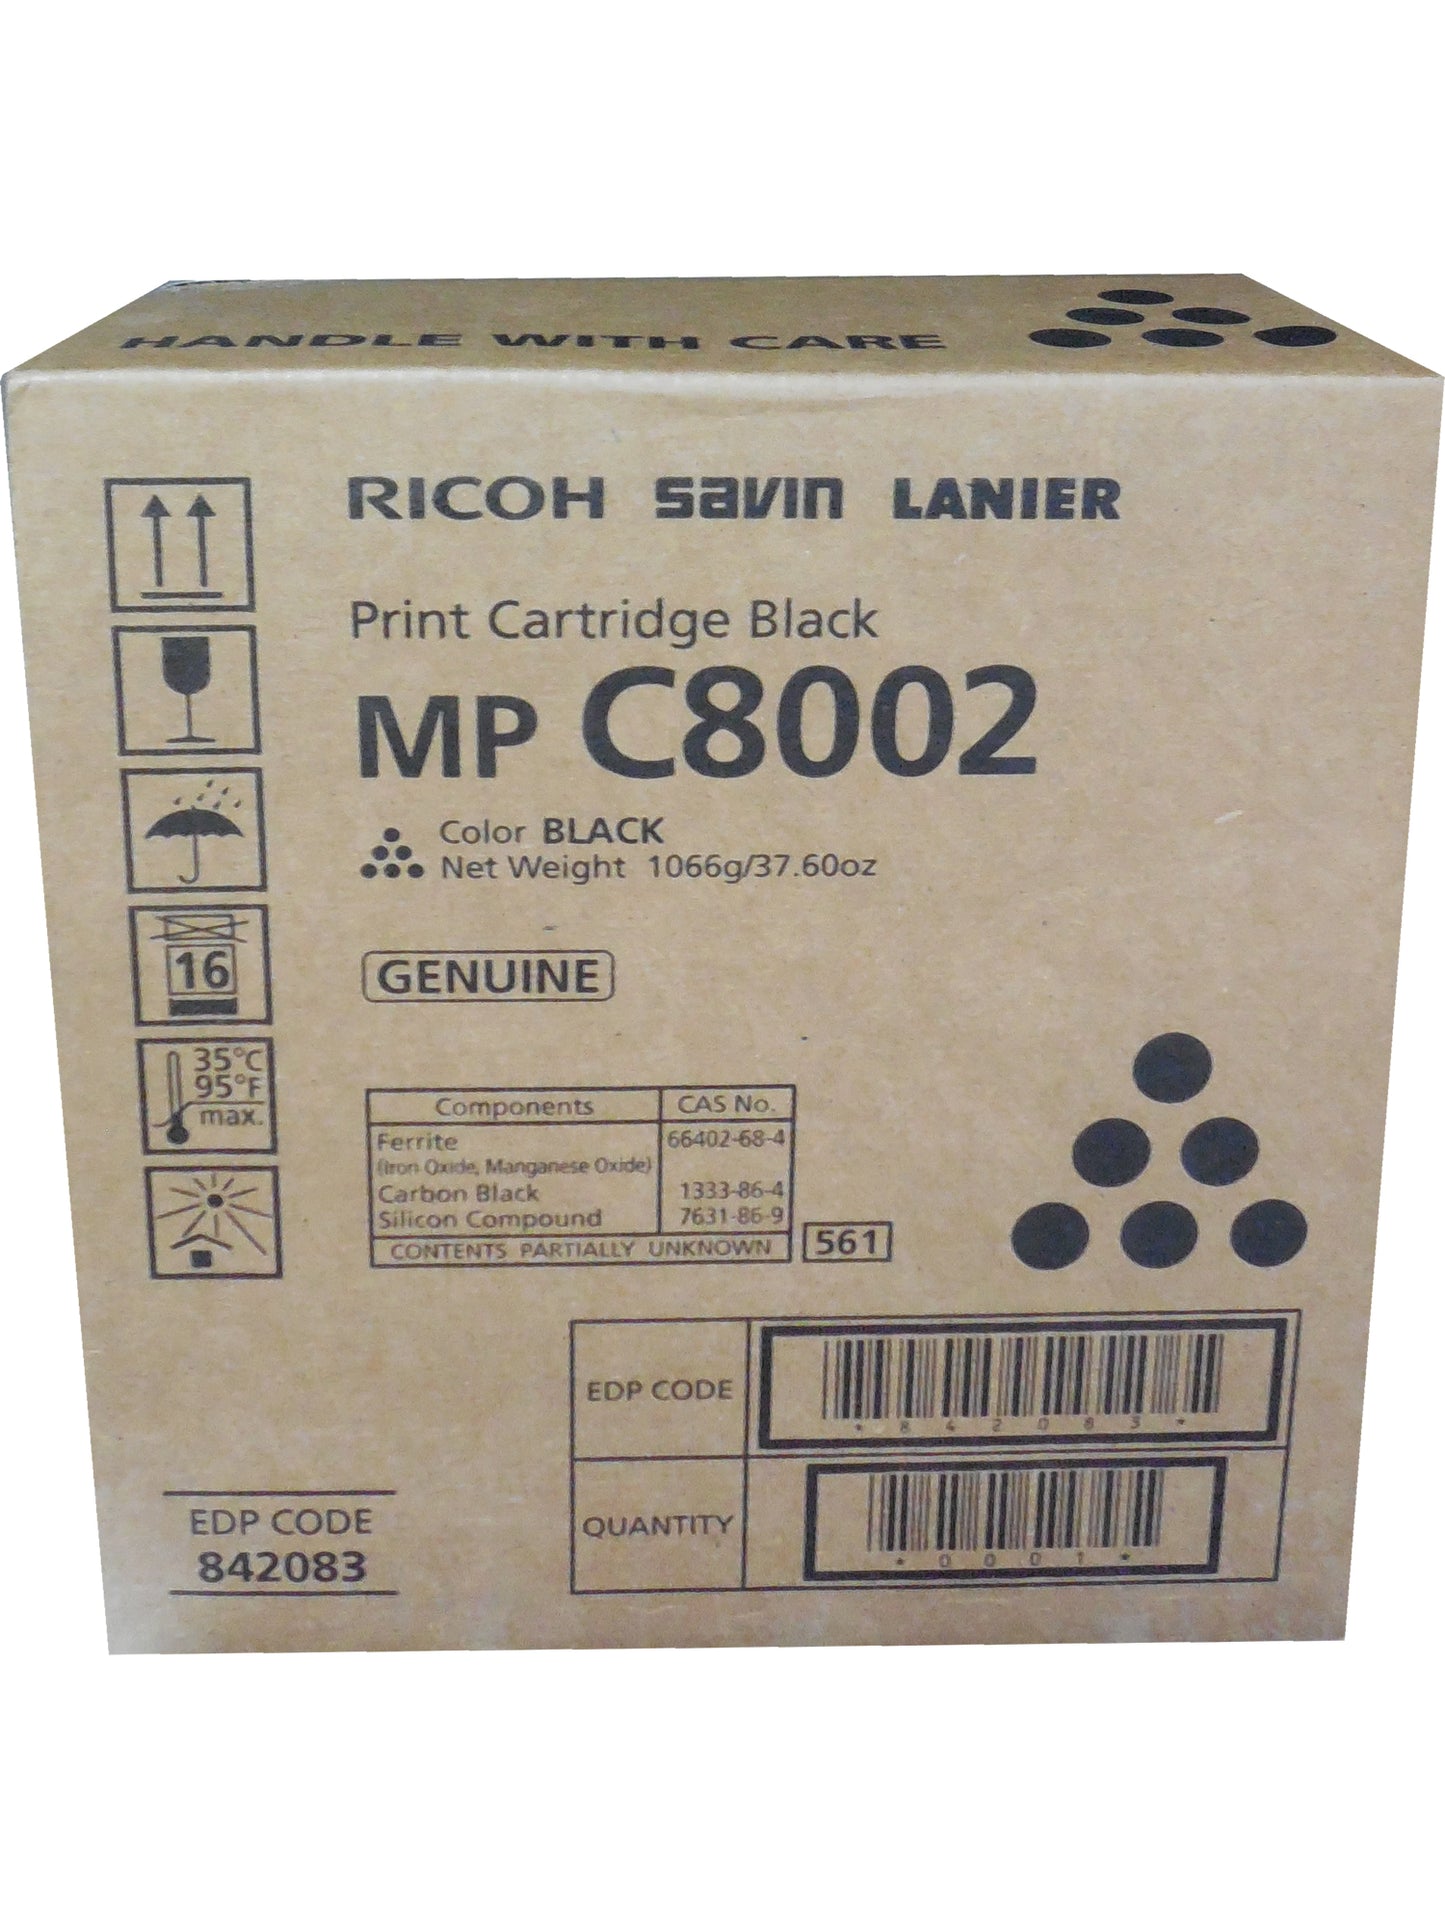 HANDLE WITH CARE
RICOH savin LANIER
Print Cartridge Black
MP C8002
Color BLACK
Net Weight 1066g/37.60oz
16
GENUINE
35°C
95°F
max.
Components CAS No.
Ferrite 66402-68-4
(Iron Oxide, Manganese Oxide)
Carbon Black 1333-86-4
Silicon Compound 7631-86-9
CONTENTS PARTIALLY UNKNOWN
561
EDP CODE
*842083*
QUANTITY
*0001*
EDP CODE
842083